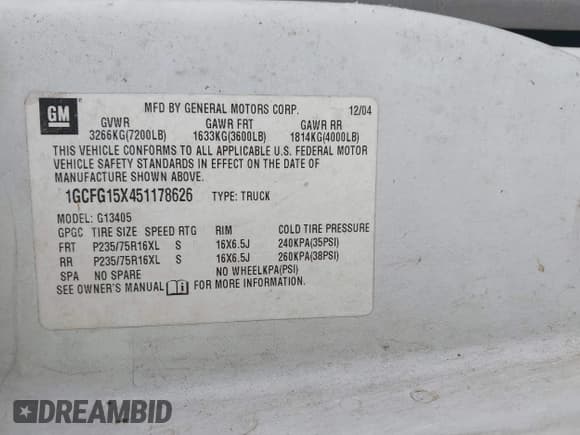 GM
MFD BY GENERAL MOTORS CORP. 12/04
GVWR GAWR FRT GAWR RR
3266KG(7200LB) 1633KG(3600LB) 1814KG(4000LB)
THIS VEHICLE CONFORMS TO ALL APPLICABLE U.S. FEDERAL MOTOR
VEHICLE SAFETY STANDARDS IN EFFECT ON THE DATE OF
MANUFACTURE SHOWN ABOVE.
1GCFG15X451178626 TYPE: TRUCK
MODEL: G13405
GPGC TIRE SIZE SPEED RTG RIM COLD TIRE PRESSURE
FRT P235/75R16XL S 16X6.5J 240KPA(35PSI)
RR P235/75R16XL S 16X6.5J 260KPA(38PSI)
SPA NO SPARE NO WHEELKPA(PSI)
SEE OWNER'S MANUAL FOR MORE INFORMATION.
DREAMBID